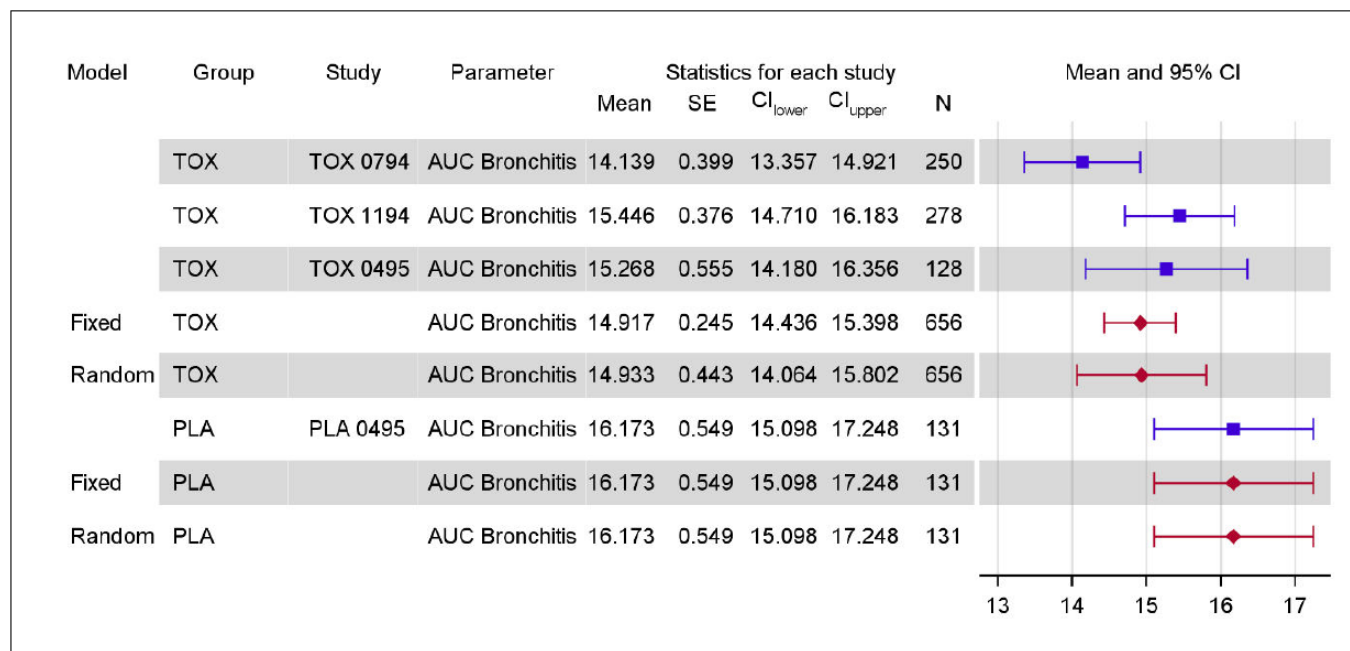 Model Group Study Parameter Statistics for each study Mean and 95% CI
Mean SE CIlower CIupper N
TOX TOX 0794 AUC Bronchitis 14.139 0.399 13.357 14.921 250
TOX TOX 1194 AUC Bronchitis 15.446 0.376 14.710 16.183 278
TOX TOX 0495 AUC Bronchitis 15.268 0.555 14.180 16.356 128
Fixed TOX AUC Bronchitis 14.917 0.245 14.436 15.398 656
Random TOX AUC Bronchitis 14.933 0.443 14.064 15.802 656
PLA PLA 0495 AUC Bronchitis 16.173 0.549 15.098 17.248 131
Fixed PLA AUC Bronchitis 16.173 0.549 15.098 17.248 131
Random PLA AUC Bronchitis 16.173 0.549 15.098 17.248 131
13 14 15 16 17